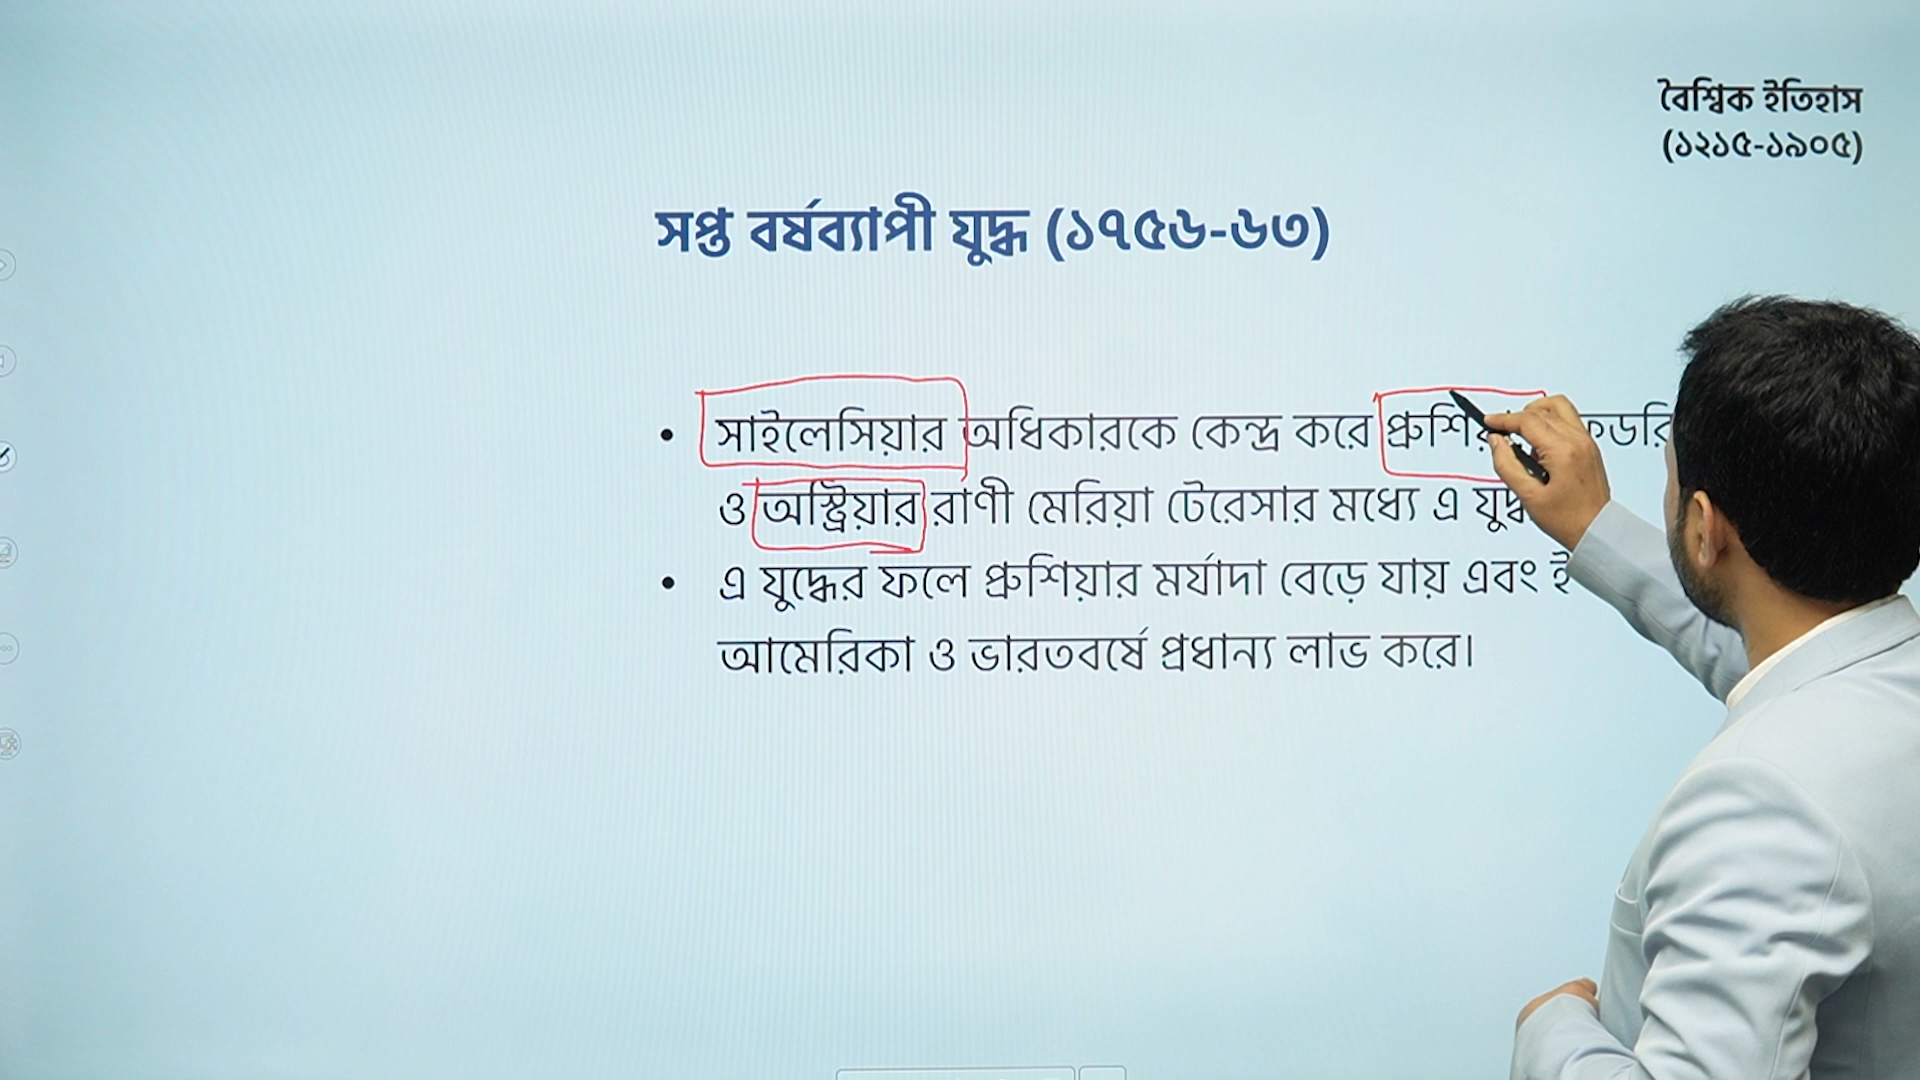 বৈশ্বিক ইতিহাস
(১২১৫-১৯০৫)
সপ্ত বর্ষব্যাপী যুদ্ধ (১৭৫৬-৬৩)
• সাইলেসিয়ার অধিকারকে কেন্দ্র করে
ও অস্ট্রিয়ার রাণী মেরিয়া টেরেসার মধ্যে এ
• এ যুদ্ধের ফলে প্রুশিয়ার মর্যাদা বেড়ে যায় এবং
আমেরিকা ও ভারতবর্ষে প্রধান্য লাভ করে।